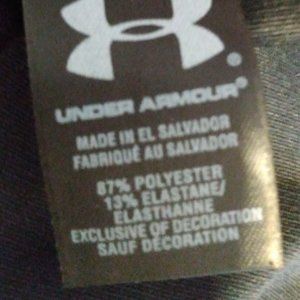 UNDER ARMOUR®
MADE IN EL SALVADOR
FABRIQUÉ AU SALVADOR
87% POLYESTER
13% ELASTANE/
ELASTHANNE
EXCLUSIVE OF DECORATION
SAUF DÉCORATION